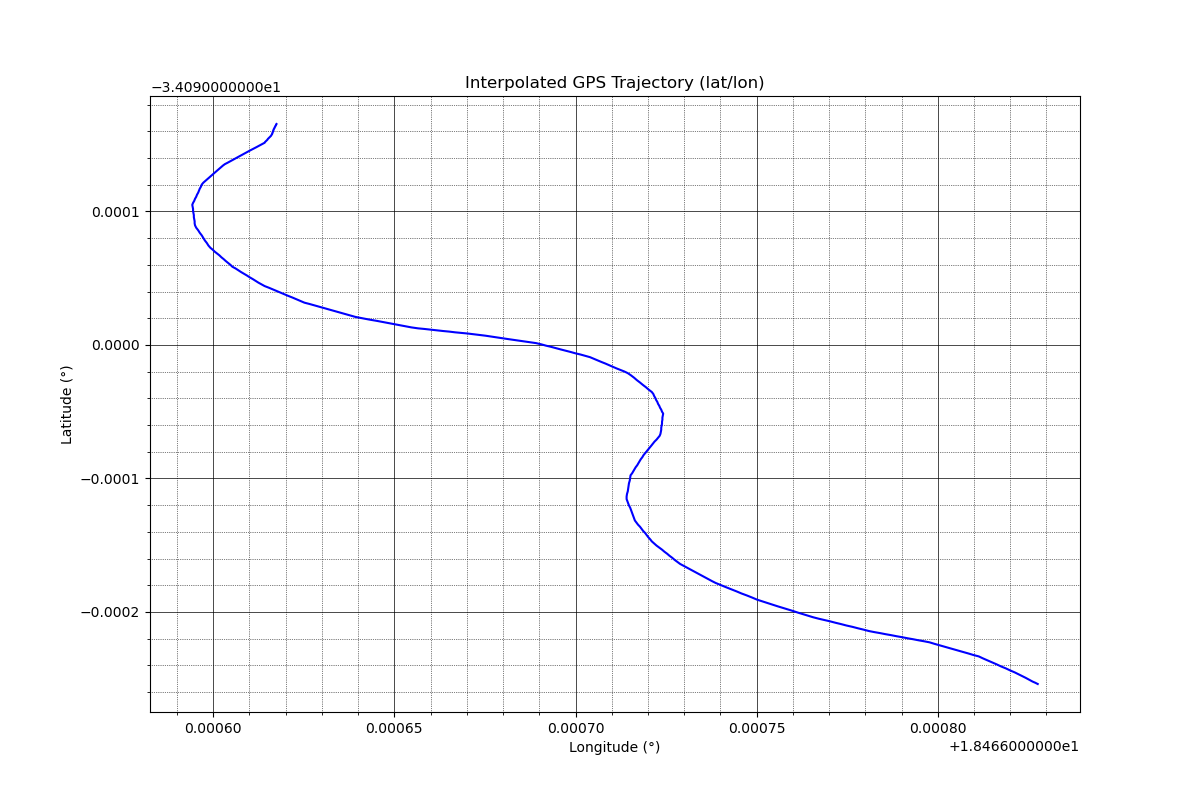 Interpolated GPS Trajectory (lat/lon)
−3.4090000000e1
0.0001
0.0000
−0.0001
−0.0002
Latitude (°)
0.00060
0.00065
0.00070
0.00075
0.00080
Longitude (°)
+1.8466000000e1